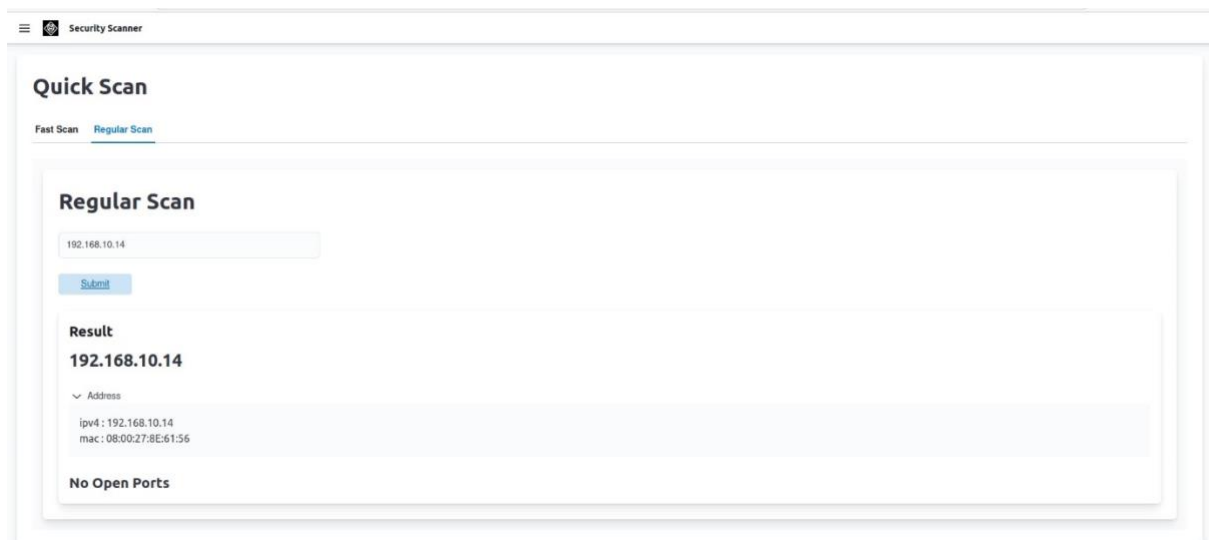 Security Scanner
Quick Scan
Fast Scan Regular Scan
Regular Scan
192.168.10.14
Submit
Result
192.168.10.14
Address
ipv4 : 192.168.10.14
mac : 08:00:27:8E:61:56
No Open Ports